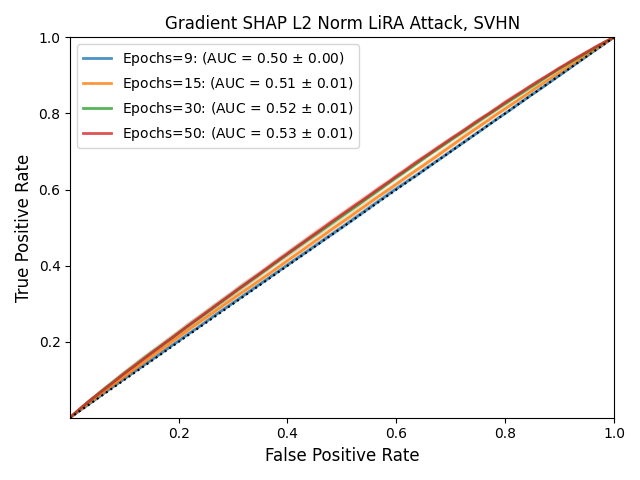 Gradient SHAP L2 Norm LiRA Attack, SVHN
1.0
Epochs=9: (AUC = 0.50 ± 0.00)
Epochs=15: (AUC = 0.51 ± 0.01)
Epochs=30: (AUC = 0.52 ± 0.01)
Epochs=50: (AUC = 0.53 ± 0.01)
0.8
0.6
0.4
0.2
True Positive Rate
0.2 0.4 0.6 0.8 1.0
False Positive Rate